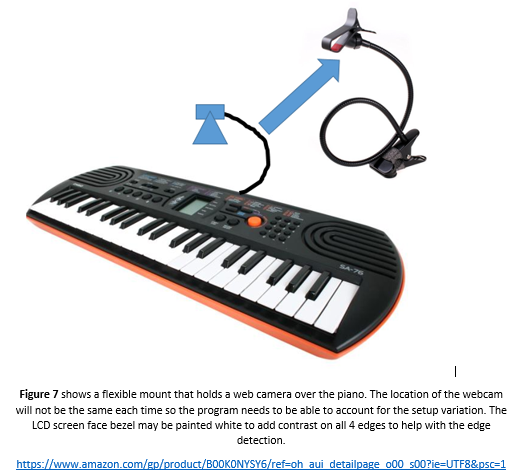 SA-76
Figure 7 shows a flexible mount that holds a web camera over the piano. The location of the webcam
will not be the same each time so the program needs to be able to account for the setup variation. The
LCD screen face bezel may be painted white to add contrast on all 4 edges to help with the edge
detection.
https://www.amazon.com/gp/product/B00K0NYSY6/ref=oh_aui_detailpage_o00_s00?ie=UTF8&psc=1